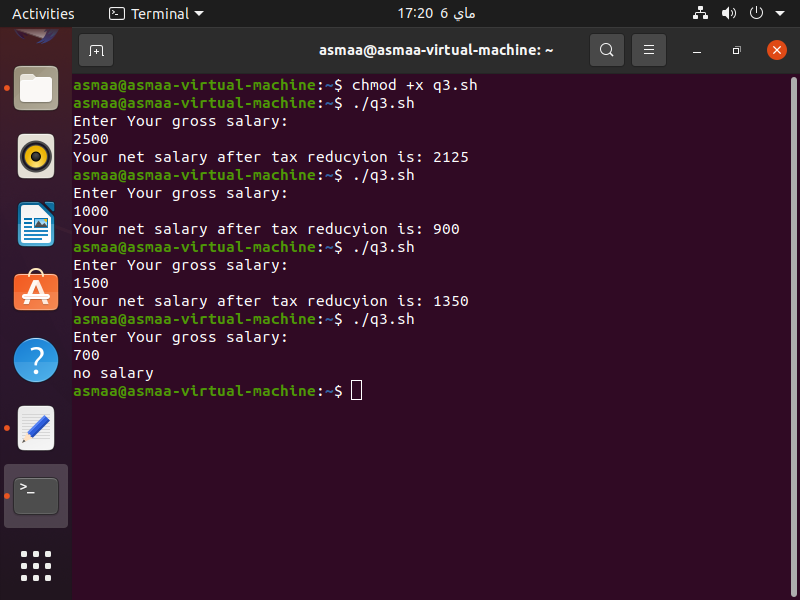 Activities
Terminal
17:20 6 ماي
asmaa@asmaa-virtual-machine: ~
asmaa@asmaa-virtual-machine:~$ chmod +x q3.sh
asmaa@asmaa-virtual-machine:~$ ./q3.sh
Enter Your gross salary:
2500
Your net salary after tax reducyion is: 2125
asmaa@asmaa-virtual-machine:~$ ./q3.sh
Enter Your gross salary:
1000
Your net salary after tax reducyion is: 900
asmaa@asmaa-virtual-machine:~$ ./q3.sh
Enter Your gross salary:
1500
Your net salary after tax reducyion is: 1350
asmaa@asmaa-virtual-machine:~$ ./q3.sh
Enter Your gross salary:
700
no salary
asmaa@asmaa-virtual-machine:~$